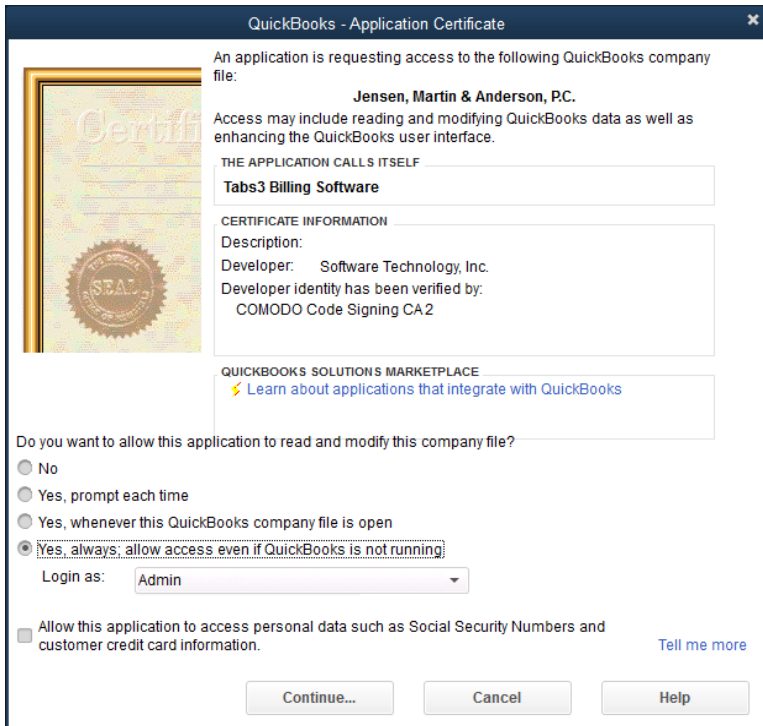 QuickBooks - Application Certificate
An application is requesting access to the following QuickBooks company
file:
Jensen, Martin & Anderson, P.C.
Access may include reading and modifying QuickBooks data as well as
enhancing the QuickBooks user interface.
THE APPLICATION CALLS ITSELF
Tabs3 Billing Software
CERTIFICATE INFORMATION
Description:
Developer: Software Technology, Inc.
Developer identity has been verified by:
COMODO Code Signing CA 2
QUICKBOOKS SOLUTIONS MARKETPLACE
Learn about applications that integrate with QuickBooks
Certifi
SEAL
Do you want to allow this application to read and modify this company file?
No
Yes, prompt each time
Yes, whenever this QuickBooks company file is open
Yes, always; allow access even if QuickBooks is not running
Login as: Admin
Allow this application to access personal data such as Social Security Numbers and
customer credit card information. Tell me more
Continue... Cancel Help